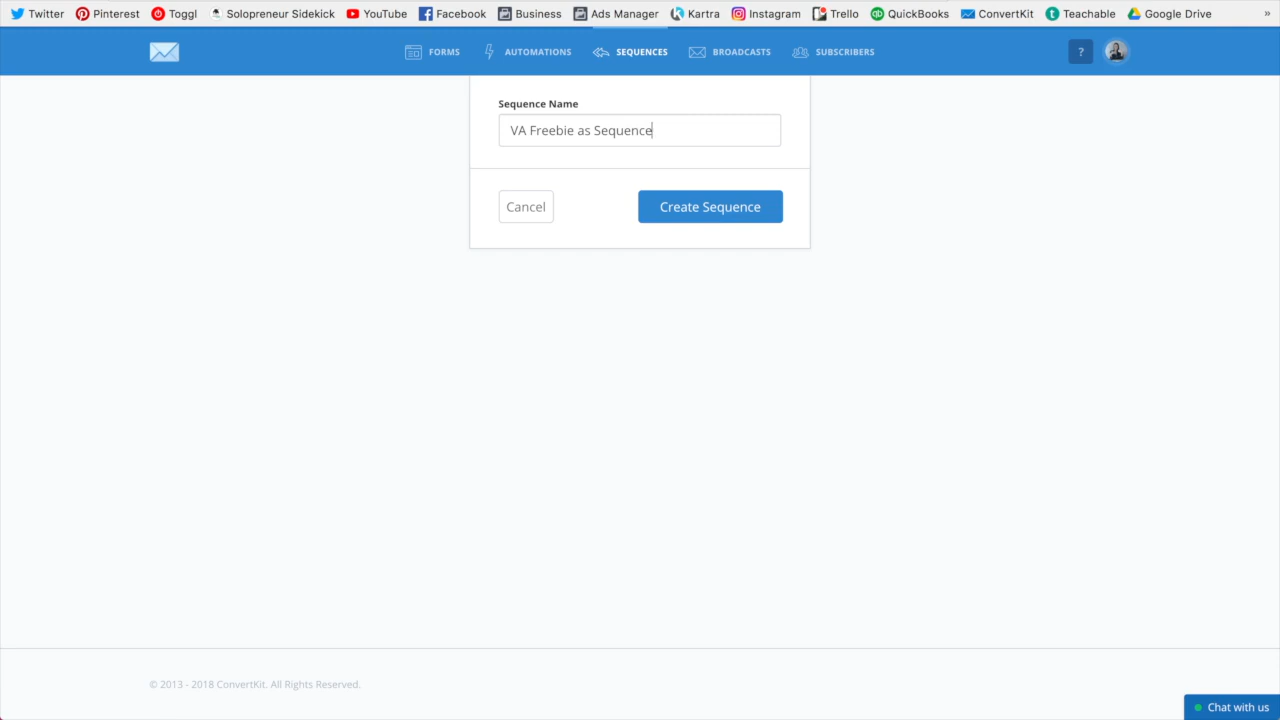 Twitter Pinterest Toggl Solopreneur Sidekick YouTube Facebook Business Ads Manager Kartra Instagram Trello QuickBooks ConvertKit Teachable Google Drive »
FORMS AUTOMATIONS SEQUENCES BROADCASTS SUBSCRIBERS ?
Sequence Name
VA Freebie as Sequence
Cancel Create Sequence
© 2013 - 2018 ConvertKit. All Rights Reserved.
Chat with us